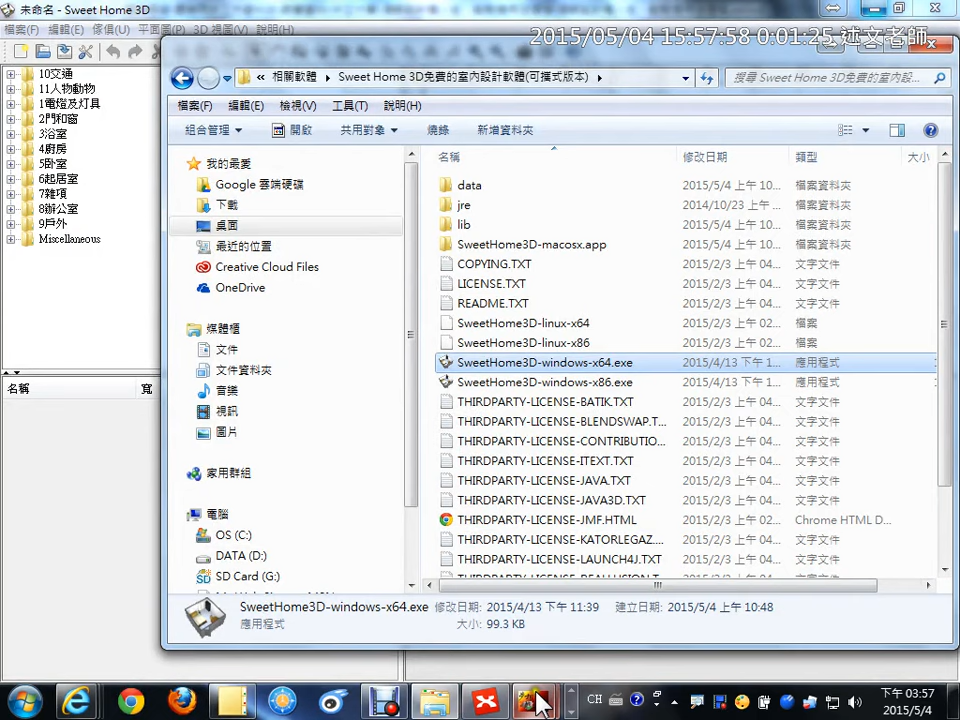 未命名 - Sweet Home 3D
檔案(F) 編輯(E) 傢俱(U) 平面圖(P) 3D 視圖(V) 說明(H)
2015/05/04 15:57:58 0:01:25 述文老師
10交通
11人物動物
1電燈及燈具
2門和窗
3浴室
4廚房
5臥室
6起居室
7雜項
8辦公室
9戶外
Miscellaneous
名稱 寬
« 相關軟體 ▸ Sweet Home 3D免費的室內設計軟體(可攜式版本) ▸
搜尋 Sweet Home 3D免費的室內設...
檔案(F) 編輯(E) 檢視(V) 工具(T) 說明(H)
組合管理 開啟 共用對象 燒錄 新增資料夾
我的最愛
Google 雲端硬碟
下載
桌面
最近的位置
Creative Cloud Files
OneDrive
媒體櫃
文件
文件資料夾
音樂
視訊
圖片
家用群組
電腦
OS (C:)
DATA (D:)
SD Card (G:)
名稱 修改日期 類型 大小
data 2015/5/4 上午 10... 檔案資料夾
jre 2014/10/23 上午... 檔案資料夾
lib 2015/5/4 上午 10... 檔案資料夾
SweetHome3D-macosx.app 2015/5/4 上午 10... 檔案資料夾
COPYING.TXT 2015/2/3 上午 04... 文字文件
LICENSE.TXT 2015/2/3 上午 04... 文字文件
README.TXT 2015/2/3 上午 04... 文字文件
SweetHome3D-linux-x64 2015/2/3 上午 02... 檔案
SweetHome3D-linux-x86 2015/2/3 上午 02... 檔案
SweetHome3D-windows-x64.exe 2015/4/13 下午 1... 應用程式
SweetHome3D-windows-x86.exe 2015/4/13 下午 1... 應用程式
THIRDPARTY-LICENSE-BATIK.TXT 2015/2/3 上午 04... 文字文件
THIRDPARTY-LICENSE-BLENDSWAP.T... 2015/2/3 上午 04... 文字文件
THIRDPARTY-LICENSE-CONTRIBUTIO... 2015/2/3 上午 04... 文字文件
THIRDPARTY-LICENSE-ITEXT.TXT 2015/2/3 上午 04... 文字文件
THIRDPARTY-LICENSE-JAVA.TXT 2015/2/3 上午 04... 文字文件
THIRDPARTY-LICENSE-JAVA3D.TXT 2015/2/3 上午 04... 文字文件
THIRDPARTY-LICENSE-JMF.HTML 2015/2/3 上午 02... Chrome HTML D...
THIRDPARTY-LICENSE-KATORLEGAZ.... 2015/2/3 上午 04... 文字文件
THIRDPARTY-LICENSE-LAUNCH4J.TXT 2015/2/3 上午 04... 文字文件
SweetHome3D-windows-x64.exe 修改日期: 2015/4/13 下午 11:39 建立日期: 2015/5/4 上午 10:48
應用程式 大小: 99.3 KB
CH
下午 03:57
2015/5/4